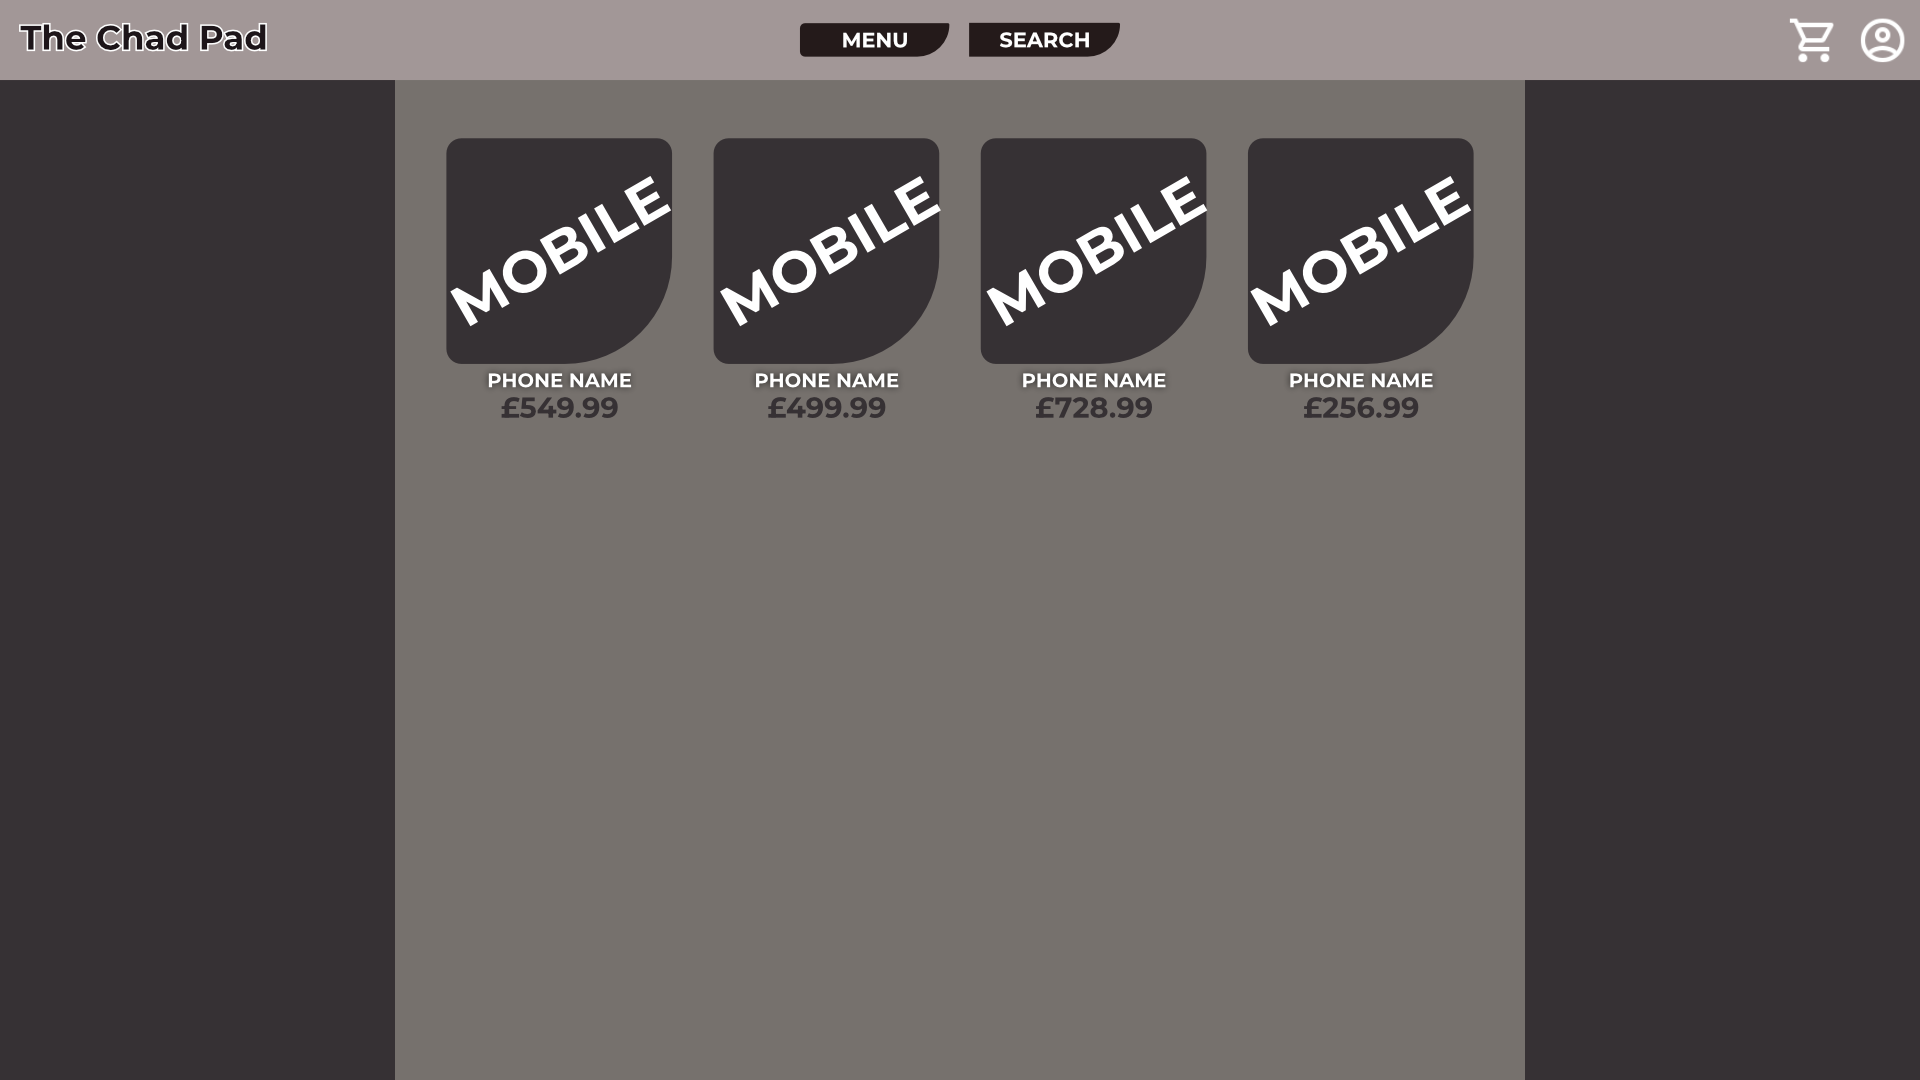 The Chad Pad
MENU
SEARCH
MOBILE
MOBILE
MOBILE
MOBILE
PHONE NAME
£549.99
PHONE NAME
£499.99
PHONE NAME
£728.99
PHONE NAME
£256.99